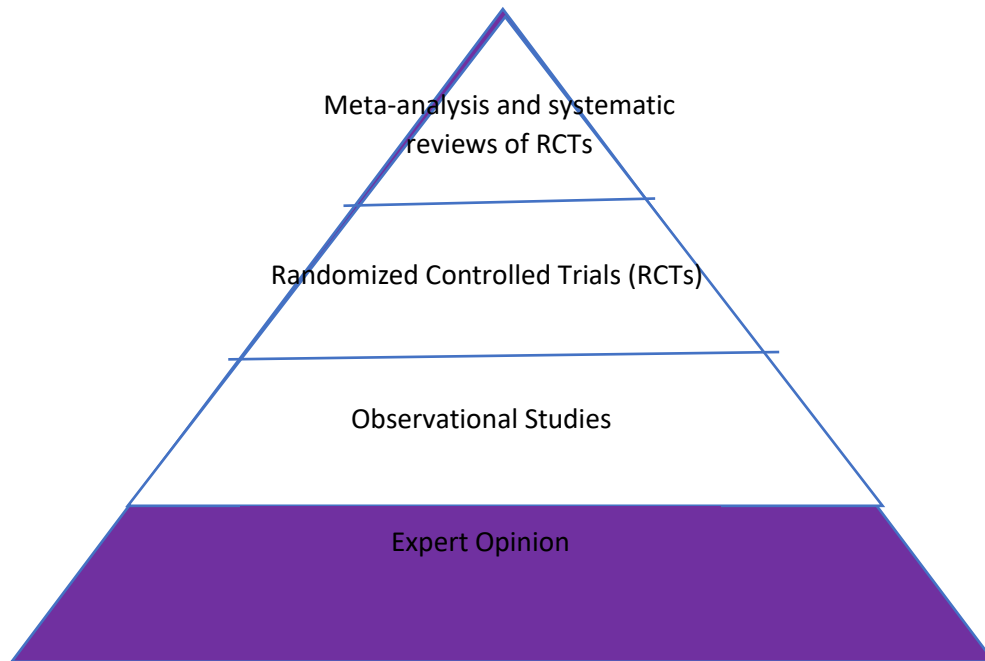 Meta-analysis and systematic
reviews of RCTs
Randomized Controlled Trials (RCTs)
Observational Studies
Expert Opinion